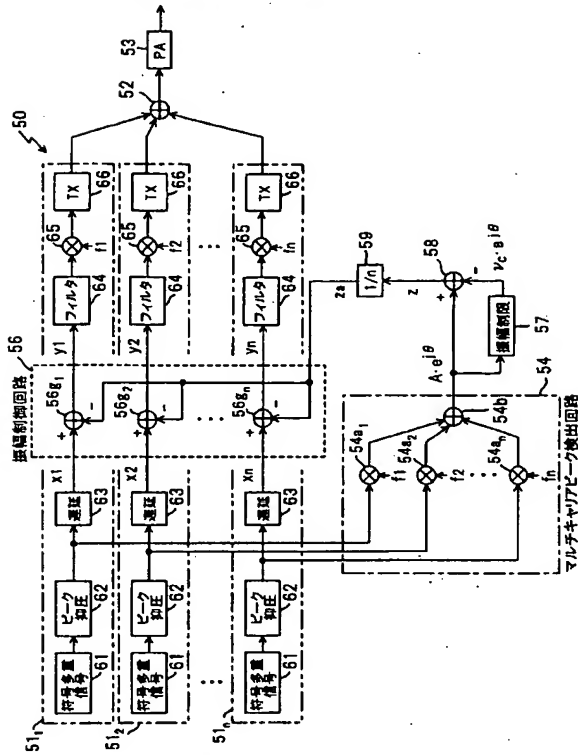 50
51₁
符号多重
信号
61
ピーク
抑圧
62
遅延
63
x1
振幅制御回路
56
56g₁
+
-
y1
フィルタ
64
65
f1
TX
66
52
PA
53
51₂
符号多重
信号
61
ピーク
抑圧
62
遅延
63
x2
56g₂
+
-
y2
フィルタ
64
65
f2
TX
66
51n
符号多重
信号
61
ピーク
抑圧
62
遅延
63
xn
56gn
+
-
yn
フィルタ
64
65
fn
TX
66
54a₁
f1
54a₂
f2
54an
fn
54b
54
マルチキャリアピーク検出回路
A·e^jθ
振幅制限
57
νc·e^jθ
+
-
58
z
1/n
59
za